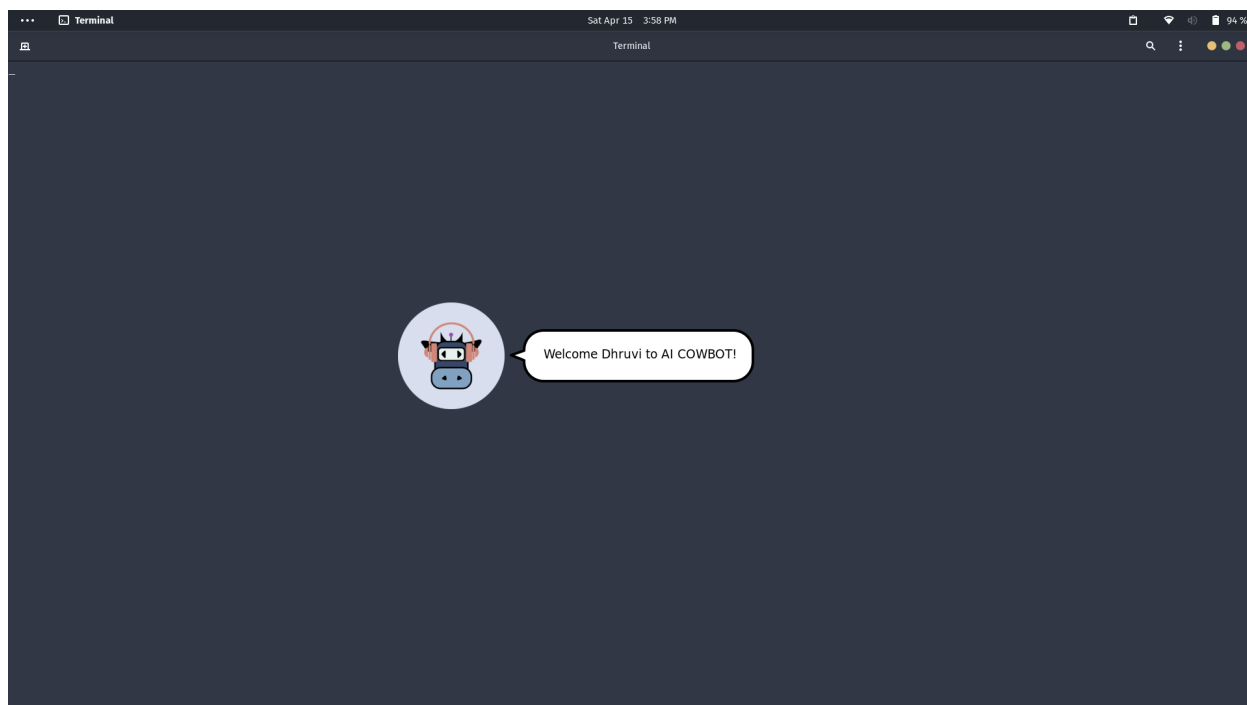 Terminal
Sat Apr 15 3:58 PM
94 %
Terminal
Welcome Dhruvi to AI COWBOT!